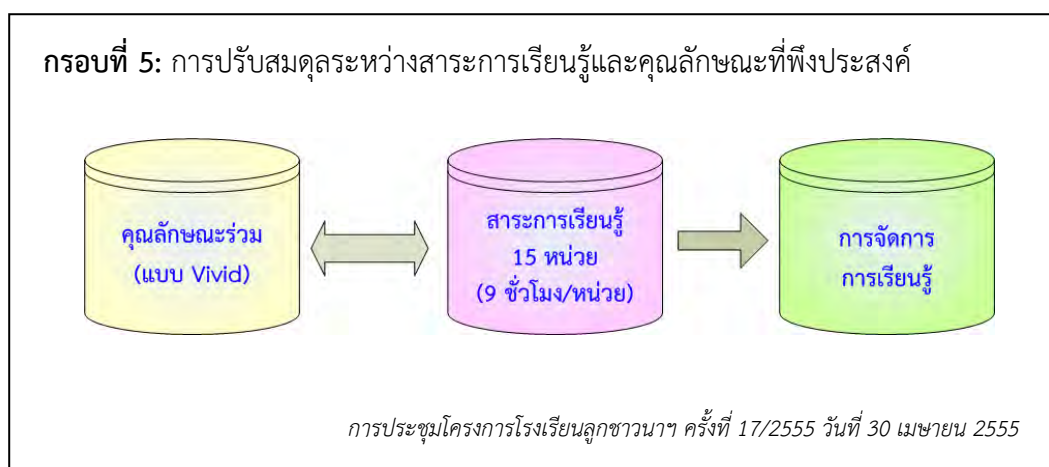 กรอบที่ 5: การปรับสมดุลระหว่างสาระการเรียนรู้และคุณลักษณะที่พึงประสงค์
คุณลักษณะร่วม
(แบบ Vivid)
สาระการเรียนรู้
15 หน่วย
(9 ชั่วโมง/หน่วย)
การจัดการ
การเรียนรู้
การประชุมโครงการโรงเรียนลูกชาวนาฯ ครั้งที่ 17/2555 วันที่ 30 เมษายน 2555